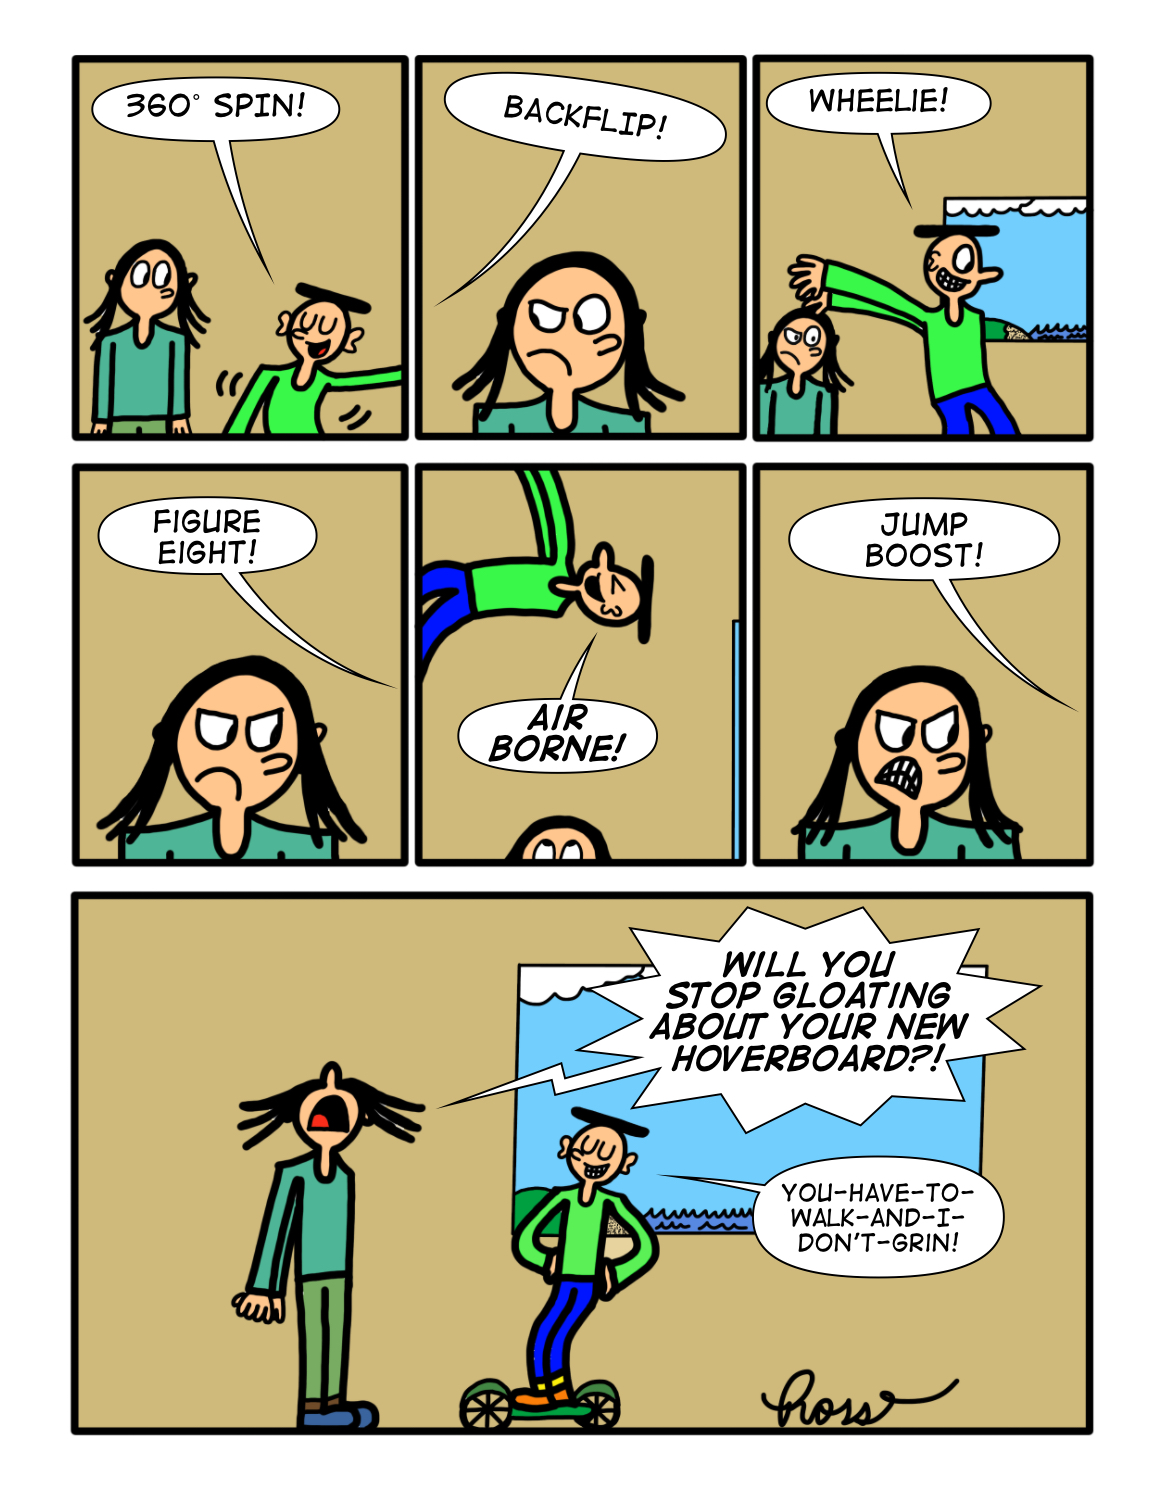 360° SPIN!
BACKFLIP!
WHEELIE!
FIGURE
EIGHT!
AIR
BORNE!
JUMP
BOOST!
WILL YOU
STOP GLOATING
ABOUT YOUR NEW
HOVERBOARD?!
YOU-HAVE-TO-
WALK-AND-I-
DON'T-GRIN!
Ross